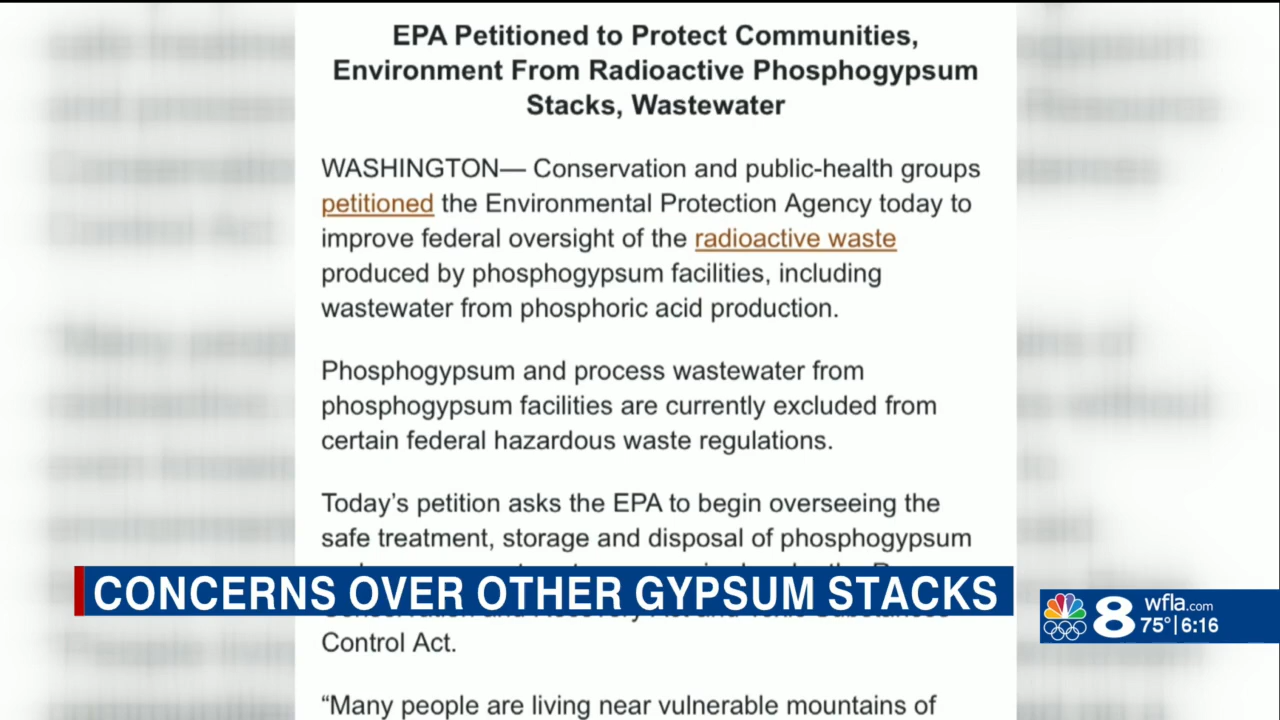 EPA Petitioned to Protect Communities,
Environment From Radioactive Phosphogypsum
Stacks, Wastewater
WASHINGTON— Conservation and public-health groups
petitioned the Environmental Protection Agency today to
improve federal oversight of the radioactive waste
produced by phosphogypsum facilities, including
wastewater from phosphoric acid production.
Phosphogypsum and process wastewater from
phosphogypsum facilities are currently excluded from
certain federal hazardous waste regulations.
Today’s petition asks the EPA to begin overseeing the
safe treatment, storage and disposal of phosphogypsum
Control Act.
“Many people are living near vulnerable mountains of
CONCERNS OVER OTHER GYPSUM STACKS
8
wfla.com
75° 6:16